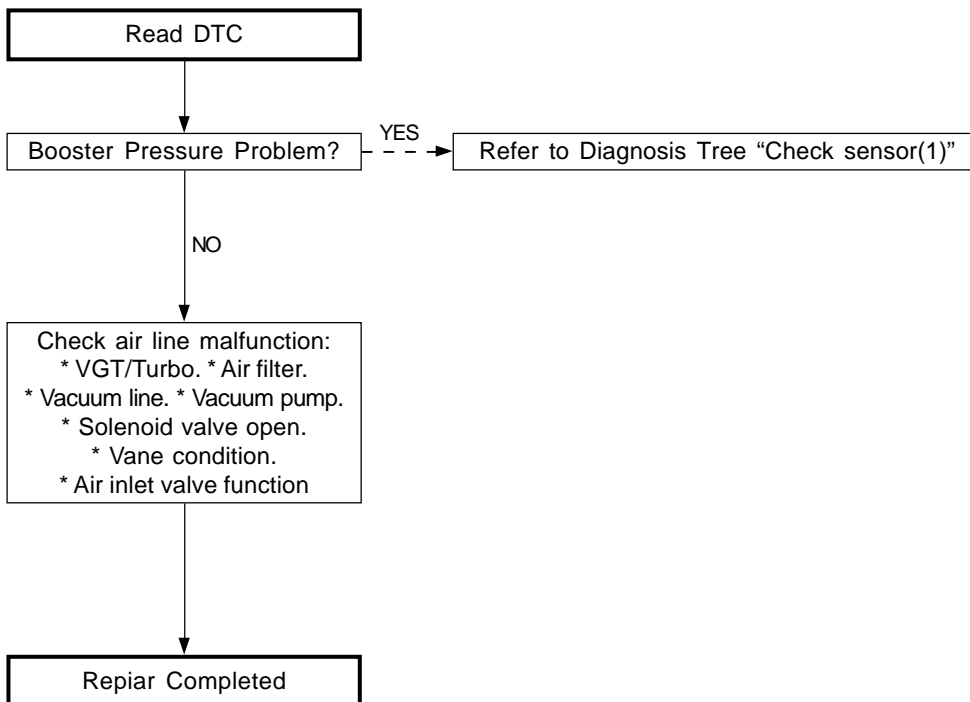 Read DTC
Booster Pressure Problem?
YES
Refer to Diagnosis Tree “Check sensor(1)”
NO
Check air line malfunction:
* VGT/Turbo. * Air filter.
* Vacuum line. * Vacuum pump.
* Solenoid valve open.
* Vane condition.
* Air inlet valve function
Repiar Completed